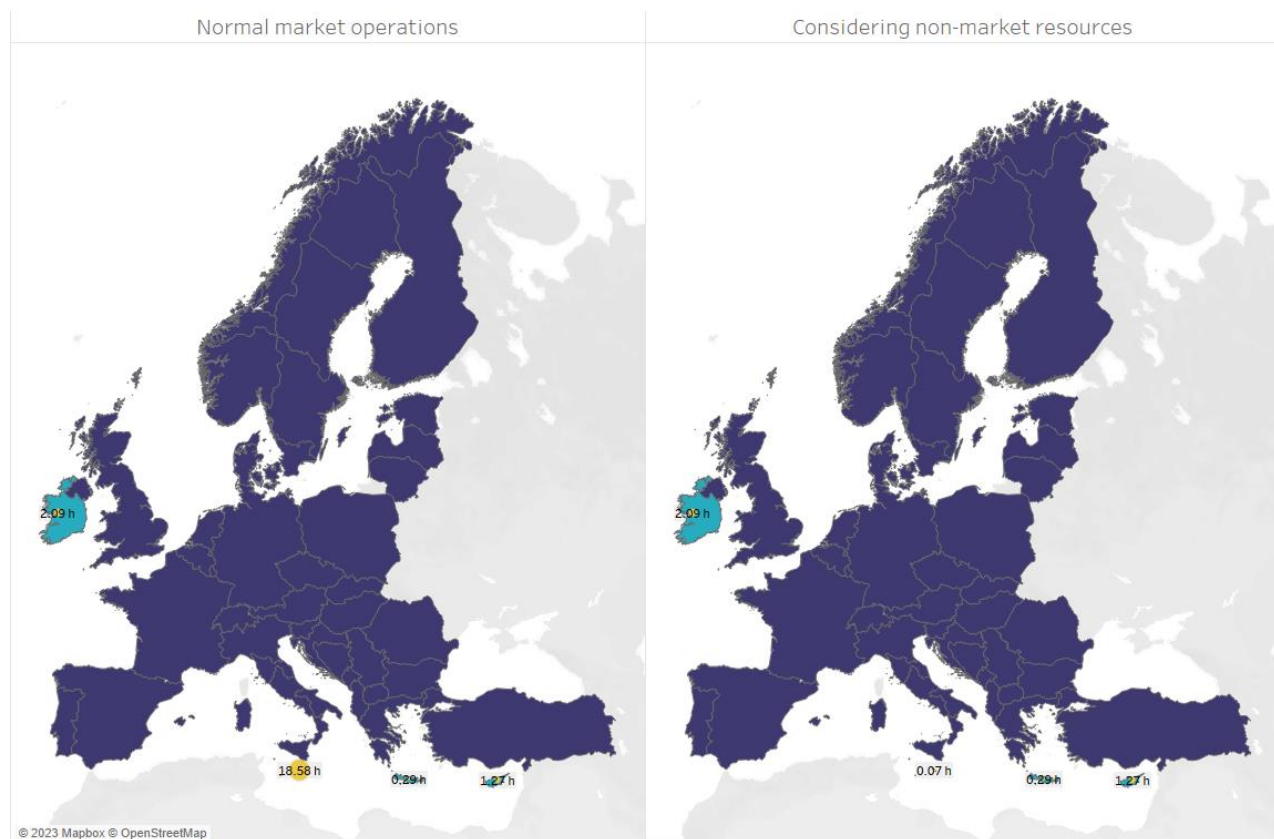 Normal market operations
Considering non-market resources
2.09 h
2.09 h
18.58 h
0.29 h
1.27 h
0.07 h
0.29 h
1.27 h
© 2023 Mapbox © OpenStreetMap